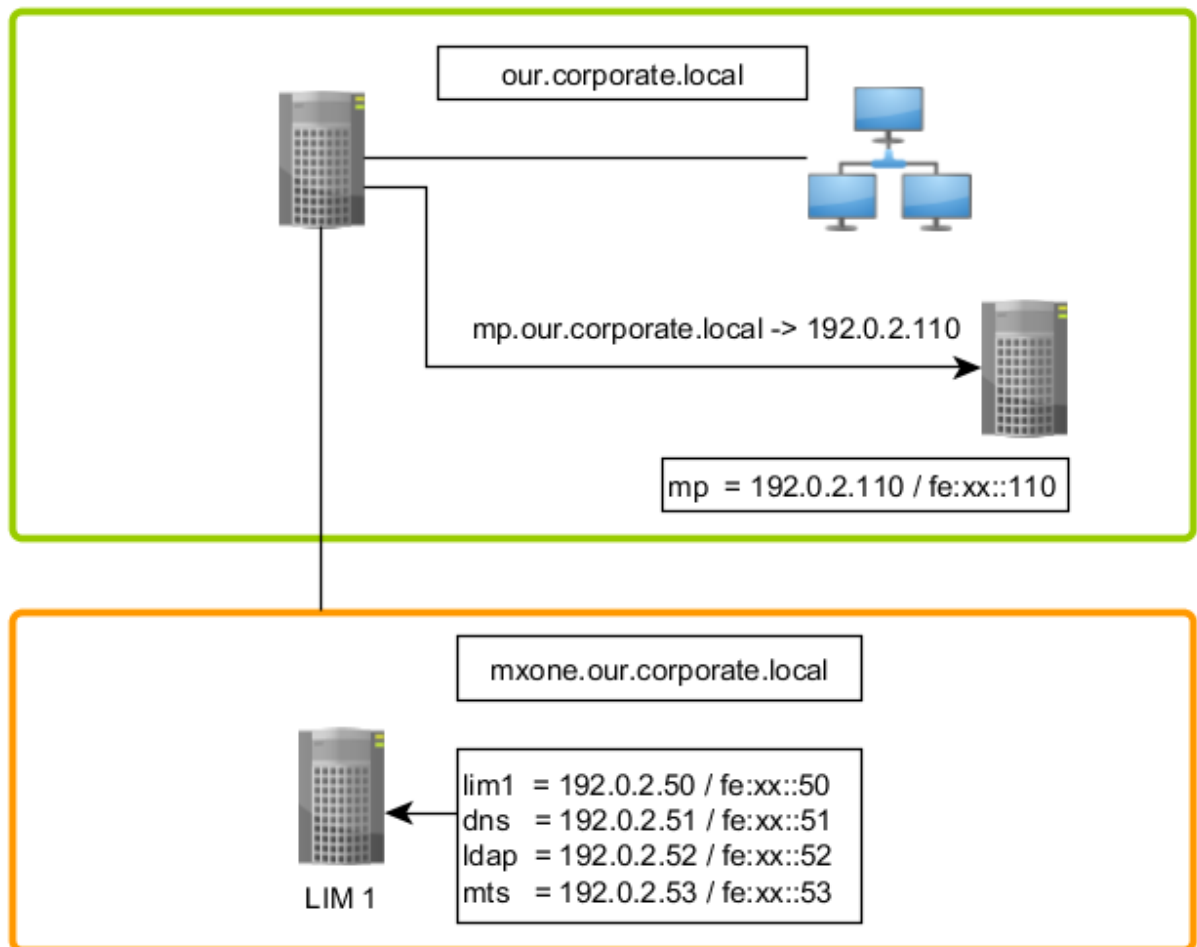 our.corporate.local
mp.our.corporate.local -> 192.0.2.110
mp = 192.0.2.110 / fe:xx::110
mxone.our.corporate.local
lim1 = 192.0.2.50 / fe:xx::50
dns = 192.0.2.51 / fe:xx::51
ldap = 192.0.2.52 / fe:xx::52
mts = 192.0.2.53 / fe:xx::53
LIM 1